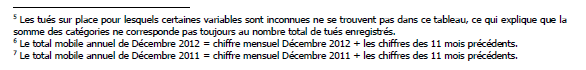 ⁵ Les tués sur place pour lesquels certaines variables sont inconnues ne se trouvent pas dans ce tableau, ce qui explique que la
somme des catégories ne corresponde pas toujours au nombre total de tués enregistrés.
⁶ Le total mobile annuel de Décembre 2012 = chiffre mensuel Décembre 2012 + les chiffres des 11 mois précédents.
⁷ Le total mobile annuel de Décembre 2011 = chiffre mensuel Décembre 2011 + les chiffres des 11 mois précédents.